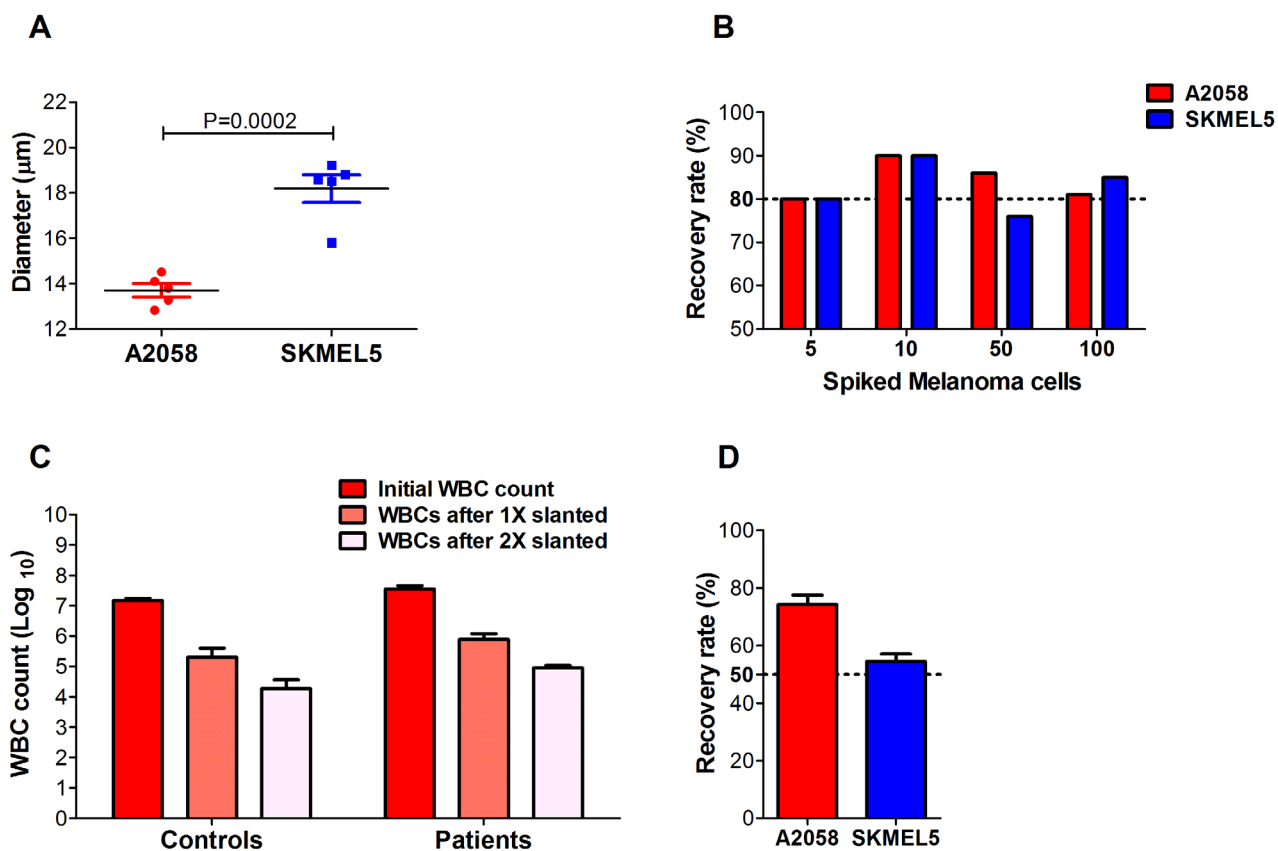 A
22
20
18
16
14
12
Diameter (µm)
P=0.0002
A2058
SKMEL5
B
A2058
SKMEL5
100
90
80
70
60
50
Recovery rate (%)
5
10
50
100
Spiked Melanoma cells
C
Initial WBC count
WBCs after 1X slanted
WBCs after 2X slanted
10
9
8
7
6
5
4
3
2
1
0
WBC count (Log 10)
Controls
Patients
D
100
80
60
50
40
20
0
Recovery rate (%)
A2058
SKMEL5